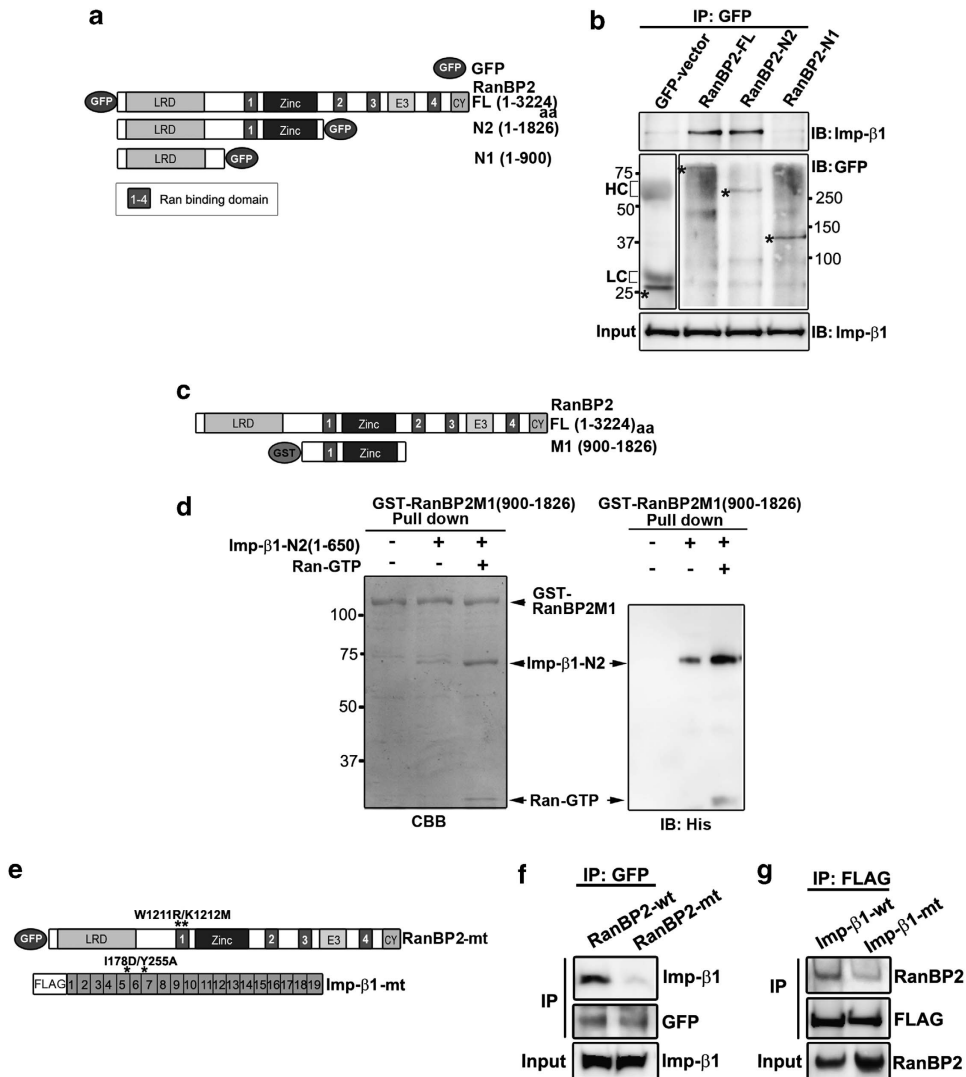 a
GFP GFP
RanBP2
GFP LRD 1 Zinc 2 3 E3 4 CY FL (1-3224)
aa
LRD 1 Zinc GFP N2 (1-1826)
LRD GFP N1 (1-900)
1-4 Ran binding domain
b
IP: GFP
GFP-vector RanBP2-FL RanBP2-N2 RanBP2-N1
IB: Imp-β1
IB: GFP
75
HC
50
37
LC
25
* * * *
250
150
100
Input IB: Imp-β1
c
RanBP2
LRD 1 Zinc 2 3 E3 4 CY FL (1-3224)aa
GST 1 Zinc M1 (900-1826)
d
GST-RanBP2M1(900-1826)
Pull down
Imp-β1-N2(1-650) - + +
Ran-GTP - - +
100
75
50
37
GST-
RanBP2M1
Imp-β1-N2
Ran-GTP
CBB
GST-RanBP2M1(900-1826)
Pull down
- + +
- - +
IB: His
e
W1211R/K1212M
**
GFP LRD 1 Zinc 2 3 E3 4 CY RanBP2-mt
I178D/Y255A
* *
FLAG 1 2 3 4 5 6 7 8 9 10 11 12 13 14 15 16 17 18 19 Imp-β1-mt
f
IP: GFP
RanBP2-wt RanBP2-mt
IP
Imp-β1
GFP
Input Imp-β1
g
IP: FLAG
Imp-β1-wt Imp-β1-mt
IP
RanBP2
FLAG
Input RanBP2